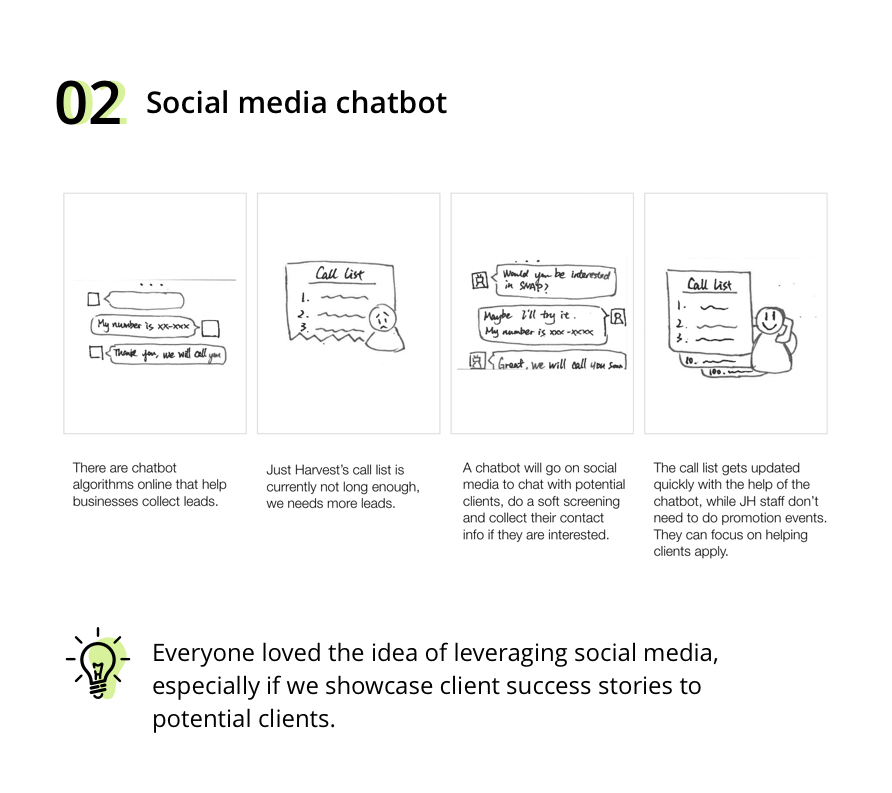 02 Social media chatbot
. . .
My number is xx-xxxx
Thank you, we will call you
Call list
1.
2.
3.
. . .
Would you be interested
in SNAP?
Maybe I'll try it.
My number is xxx-xxxx
Great, we will call you soon
Call list
1.
2.
3.
10.
100.
There are chatbot
algorithms online that help
businesses collect leads.
Just Harvest’s call list is
currently not long enough,
we needs more leads.
A chatbot will go on social
media to chat with potential
clients, do a soft screening
and collect their contact
info if they are interested.
The call list gets updated
quickly with the help of the
chatbot, while JH staff don’t
need to do promotion events.
They can focus on helping
clients apply.
Everyone loved the idea of leveraging social media,
especially if we showcase client success stories to
potential clients.